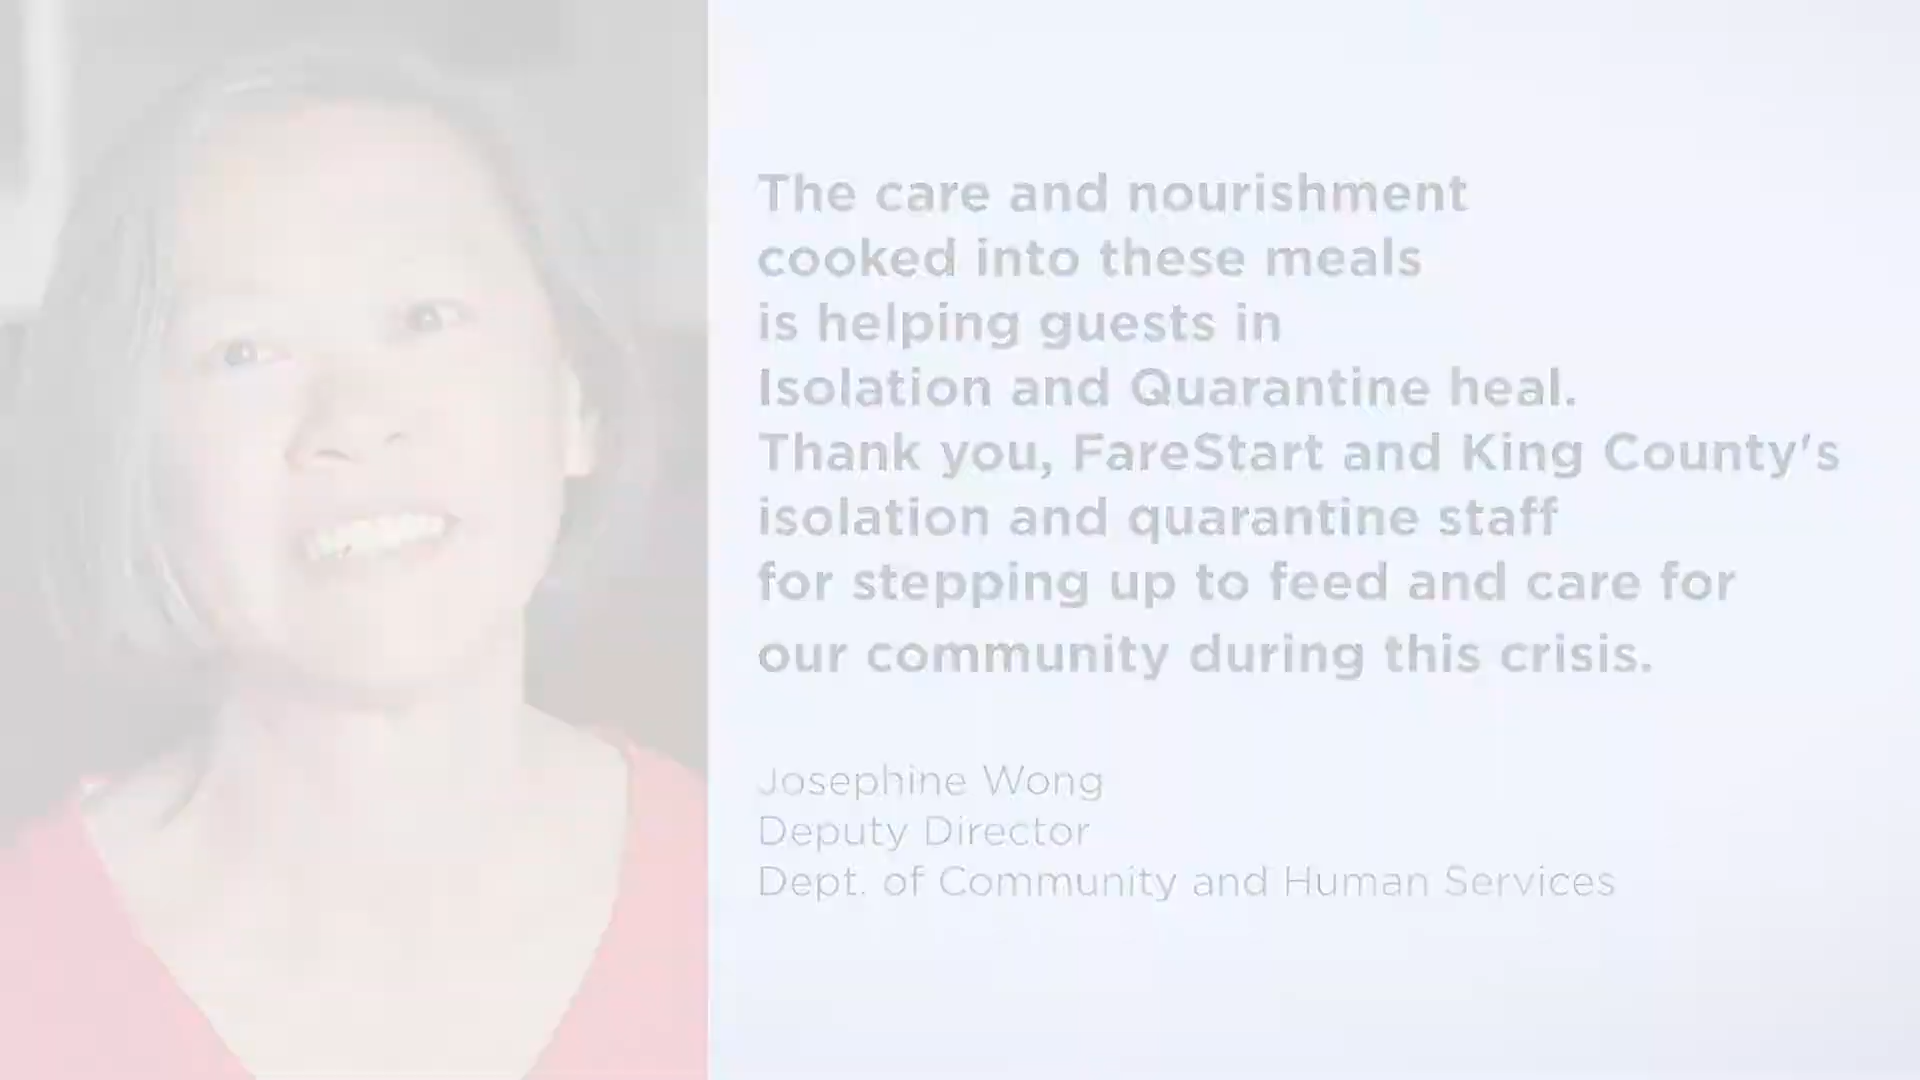 The care and nourishment
cooked into these meals
is helping guests in
Isolation and Quarantine heal.
Thank you, FareStart and King County's
isolation and quarantine staff
for stepping up to feed and care for
our community during this crisis.
Josephine Wong
Deputy Director
Dept. of Community and Human Services